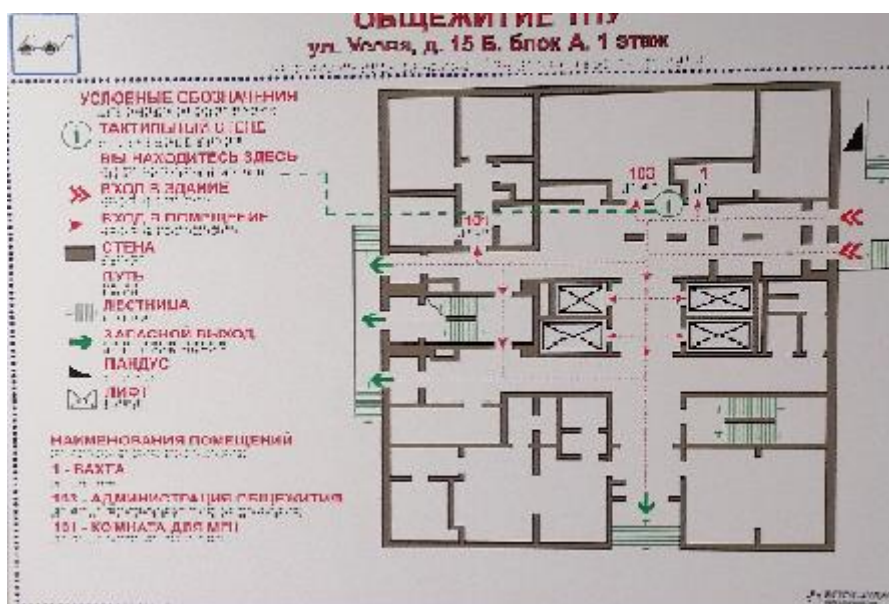 ОБЩЕЖИТИЕ ТПУ
ул. Усова, д. 15 Б. блок А. 1 этаж
УСЛОВНЫЕ ОБОЗНАЧЕНИЯ
ТАКТИЛЬНЫЙ СТЕНД
ВЫ НАХОДИТЕСЬ ЗДЕСЬ
ВХОД В ЗДАНИЕ
ВХОД В ПОМЕЩЕНИЕ
СТЕНА
ПУТЬ
ЛЕСТНИЦА
ЗАПАСНОЙ ВЫХОД
ПАНДУС
ЛИФТ
НАИМЕНОВАНИЯ ПОМЕЩЕНИЙ
1 - ВАХТА
103 - АДМИНИСТРАЦИЯ ОБЩЕЖИТИЯ
101 - КОМНАТА ДЛЯ МГН
103
1
i
101